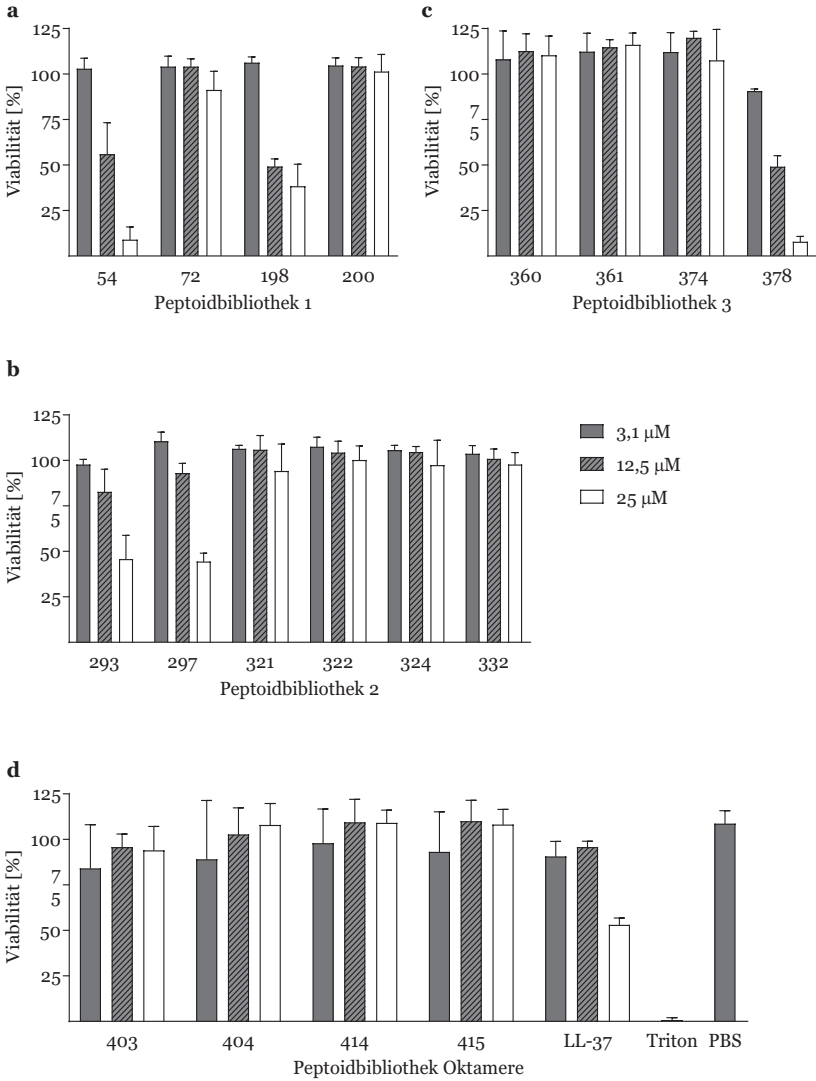 a
125
100
75
50
25
Viabilität [%]
54 72 198 200
Peptoidbibliothek 1
c
125
100
7
5
50
25
Viabilität [%]
360 361 374 378
Peptoidbibliothek 3
b
125
100
7
5
50
25
Viabilität [%]
293 297 321 322 324 332
Peptoidbibliothek 2
3,1 µM
12,5 µM
25 µM
d
125
100
7
5
50
25
Viabilität [%]
403 404 414 415 LL-37 Triton PBS
Peptoidbibliothek Oktamere